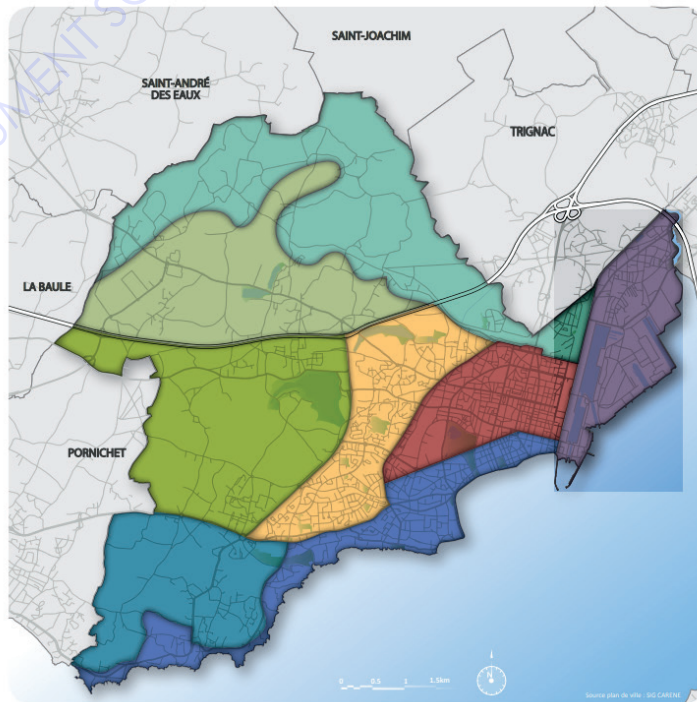 SAINT-JOACHIM
SAINT-ANDRÉ
DES EAUX
TRIGNAC
LA BAULE
PORNICHET
0 0.5 1 1.5km
N
Source plan de ville : SIG CARENE